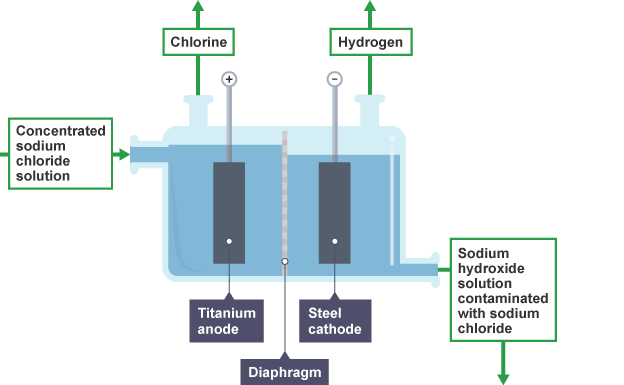 Chlorine
Hydrogen
+
−
Concentrated
sodium
chloride
solution
Sodium
hydroxide
solution
contaminated
with sodium
chloride
Titanium
anode
Steel
cathode
Diaphragm